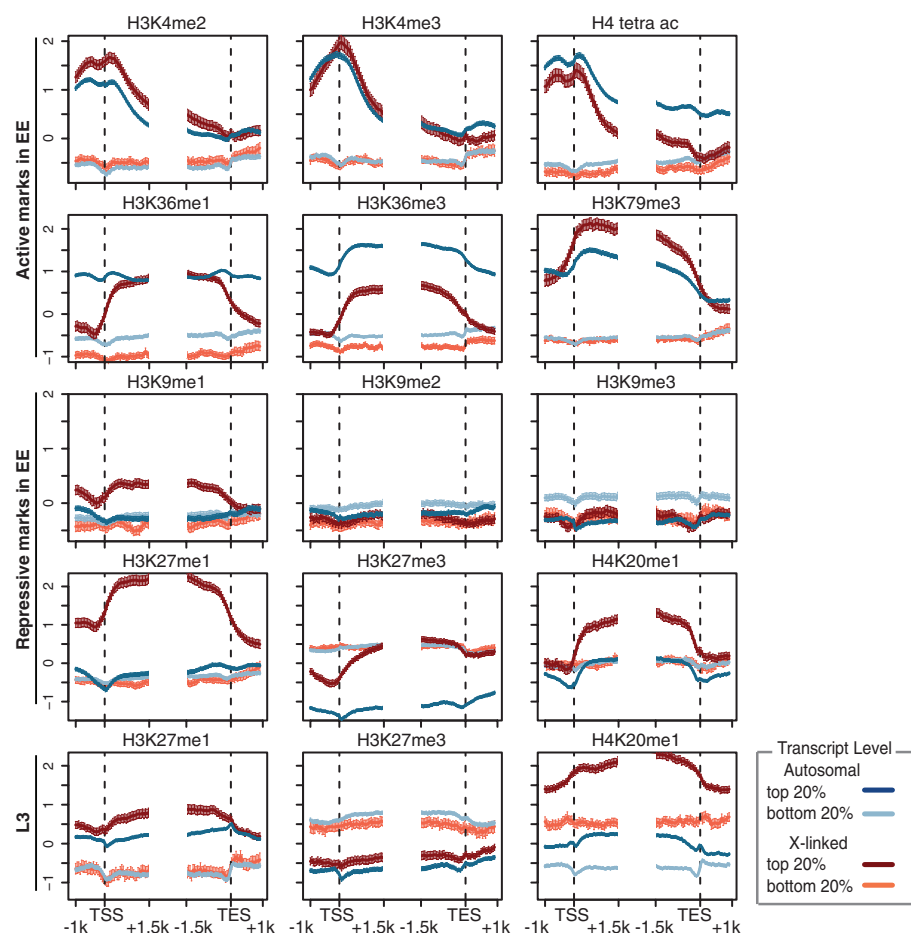 H3K4me2 H3K4me3 H4 tetra ac
Active marks in EE
2
1
0
H3K36me1 H3K36me3 H3K79me3
2
1
0
−1
H3K9me1 H3K9me2 H3K9me3
Repressive marks in EE
2
1
0
H3K27me1 H3K27me3 H4K20me1
2
1
0
−1
H3K27me1 H3K27me3 H4K20me1
L3
2
1
0
−1
TSS TES TSS TES TSS TES
-1k +1.5k -1.5k +1k -1k +1.5k -1.5k +1k -1k +1.5k -1.5k +1k
Transcript Level
Autosomal
top 20%
bottom 20%
X-linked
top 20%
bottom 20%